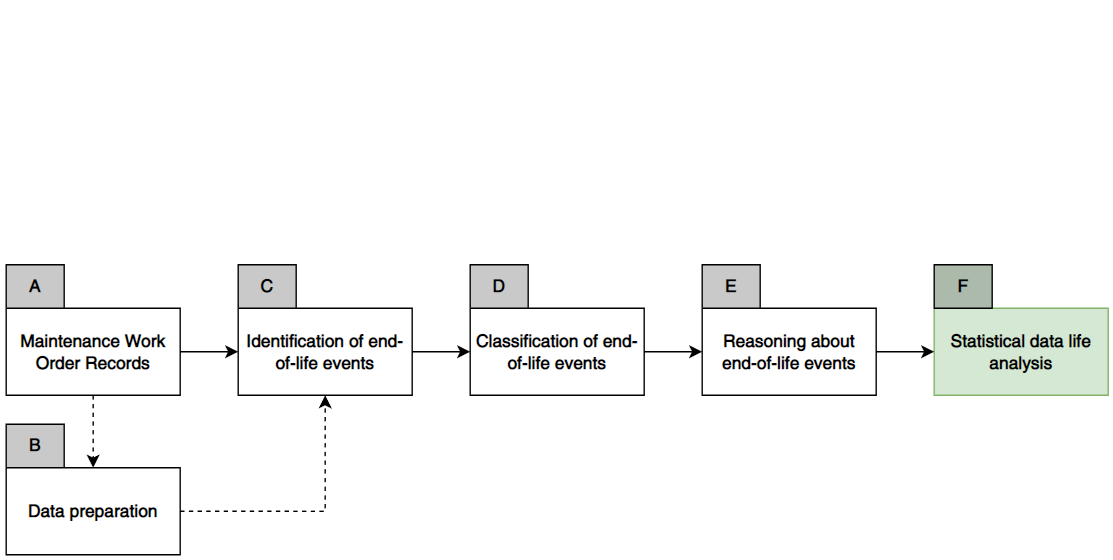 A
Maintenance Work
Order Records
C
Identification of end-
of-life events
D
Classification of end-
of-life events
E
Reasoning about
end-of-life events
F
Statistical data life
analysis
B
Data preparation